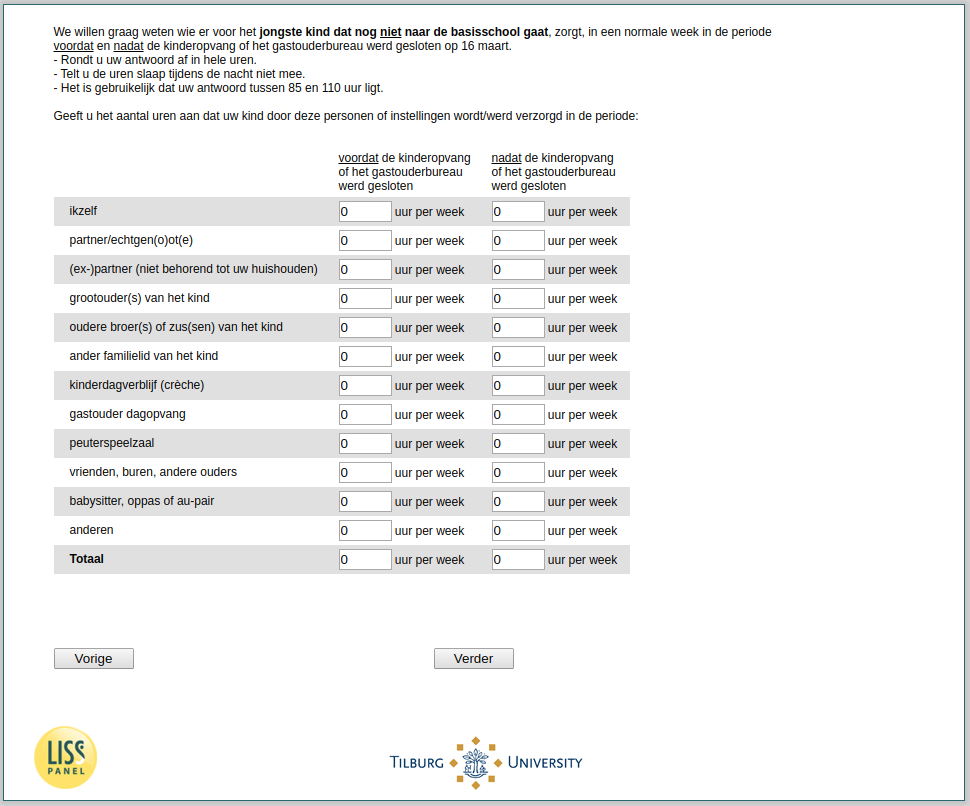 We willen graag weten wie er voor het jongste kind dat nog niet naar de basisschool gaat, zorgt, in een normale week in de periode
voordat en nadat de kinderopvang of het gastouderbureau werd gesloten op 16 maart.
- Rondt u uw antwoord af in hele uren.
- Telt u de uren slaap tijdens de nacht niet mee.
- Het is gebruikelijk dat uw antwoord tussen 85 en 110 uur ligt.
Geeft u het aantal uren aan dat uw kind door deze personen of instellingen wordt/werd verzorgd in de periode:
voordat de kinderopvang nadat de kinderopvang
of het gastouderbureau of het gastouderbureau
werd gesloten werd gesloten
ikzelf 0 uur per week 0 uur per week
partner/echtgen(o)ot(e) 0 uur per week 0 uur per week
(ex-)partner (niet behorend tot uw huishouden) 0 uur per week 0 uur per week
grootouder(s) van het kind 0 uur per week 0 uur per week
oudere broer(s) of zus(sen) van het kind 0 uur per week 0 uur per week
ander familielid van het kind 0 uur per week 0 uur per week
kinderdagverblijf (crèche) 0 uur per week 0 uur per week
gastouder dagopvang 0 uur per week 0 uur per week
peuterspeelzaal 0 uur per week 0 uur per week
vrienden, buren, andere ouders 0 uur per week 0 uur per week
babysitter, oppas of au-pair 0 uur per week 0 uur per week
anderen 0 uur per week 0 uur per week
Totaal 0 uur per week 0 uur per week
Vorige Verder
LISS
PANEL
TILBURG UNIVERSITY